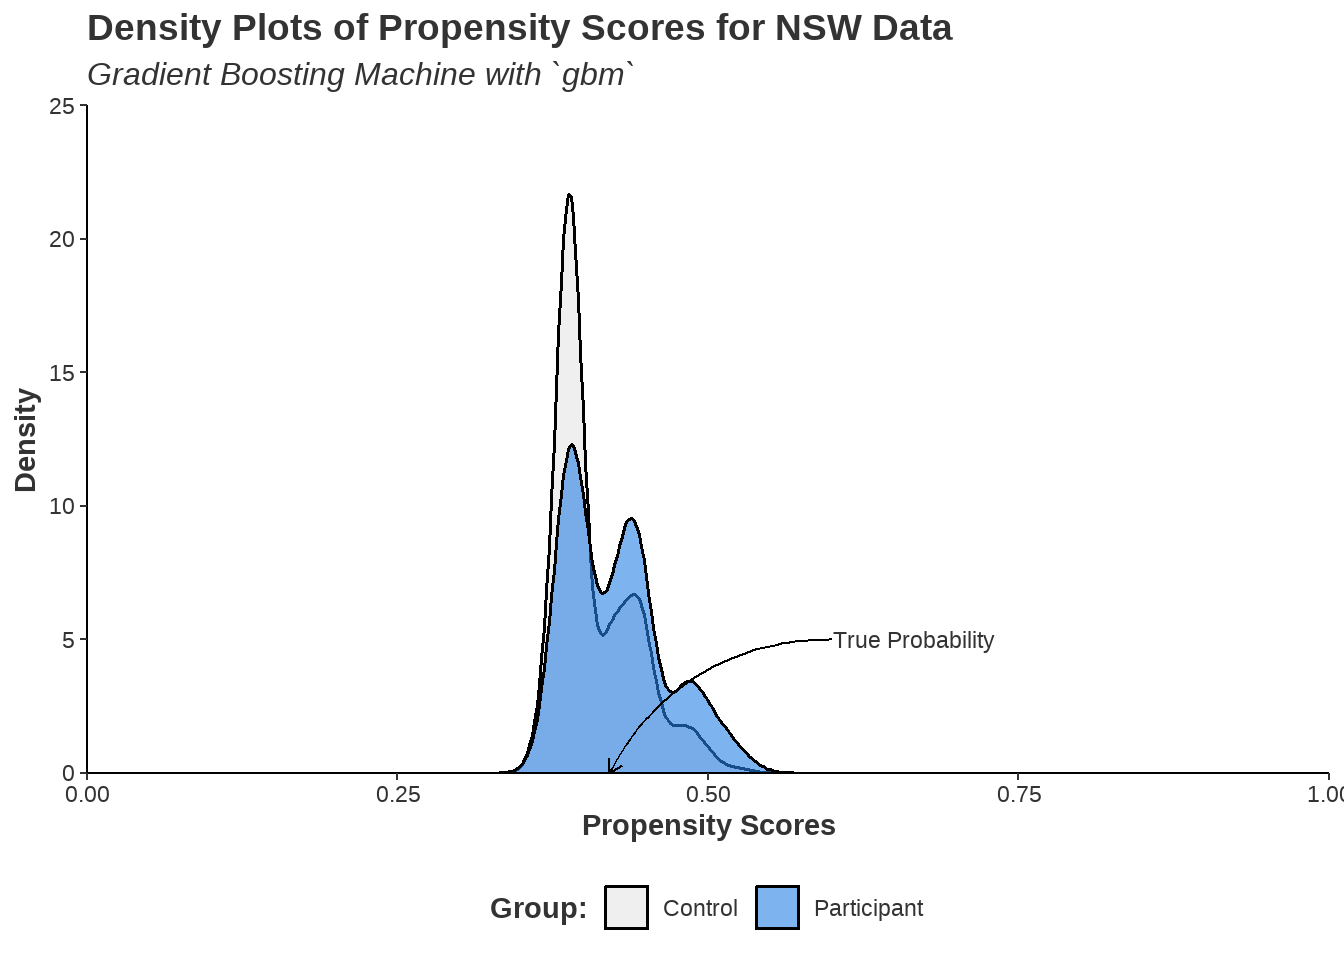 Density Plots of Propensity Scores for NSW Data
Gradient Boosting Machine with `gbm`
Density
25
20
15
10
5
0
True Probability
0.00 0.25 0.50 0.75 1.00
Propensity Scores
Group: Control Participant